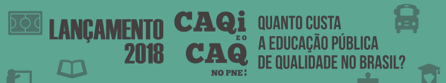 LANÇAMENTO
2018
CAQi
E O
CAQ
NO PNE:
QUANTO CUSTA
A EDUCAÇÃO PÚBLICA
DE QUALIDADE NO BRASIL?